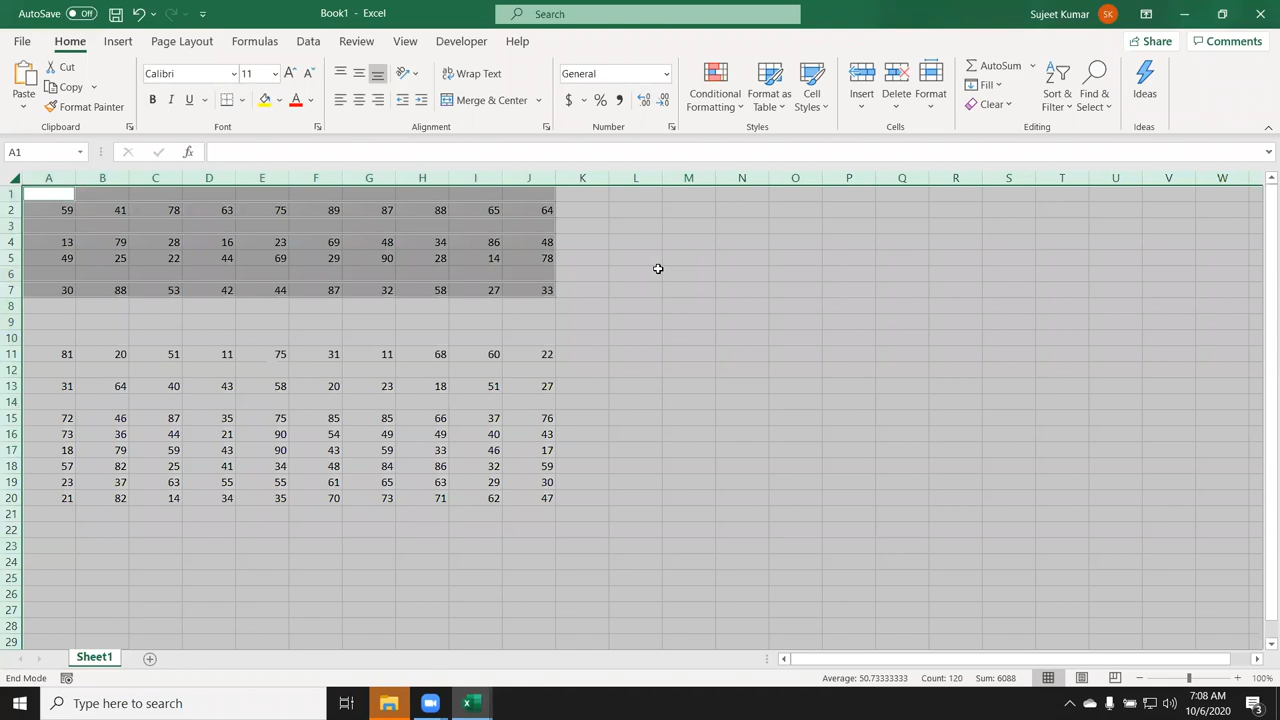 AutoSave Off Book1 - Excel Search Sujeet Kumar SK
File Home Insert Page Layout Formulas Data Review View Developer Help Share Comments
Paste Cut Copy Format Painter Clipboard
Calibri 11 A A B I U A Font
Wrap Text Merge & Center Alignment
General $ % , Number
Conditional Formatting Format as Table Cell Styles Styles
Insert Delete Format Cells
AutoSum Fill Clear Sort & Filter Find & Select Editing
Ideas Ideas
A1 fx
A B C D E F G H I J K L M N O P Q R S T U V W
1
2 59 41 78 63 75 89 87 88 65 64
3
4 13 79 28 16 23 69 48 34 86 48
5 49 25 22 44 69 29 90 28 14 78
6
7 30 88 53 42 44 87 32 58 27 33
8
9
10
11 81 20 51 11 75 31 11 68 60 22
12
13 31 64 40 43 58 20 23 18 51 27
14
15 72 46 87 35 75 85 85 66 37 76
16 73 36 44 21 90 54 49 49 40 43
17 18 79 59 43 90 43 59 33 46 17
18 57 82 25 41 34 48 84 86 32 59
19 23 37 63 55 55 61 65 63 29 30
20 21 82 14 34 35 70 73 71 62 47
21
22
23
24
25
26
27
28
29
Sheet1
End Mode Average: 50.73333333 Count: 120 Sum: 6088 100%
Type here to search 7:08 AM
10/6/2020 3